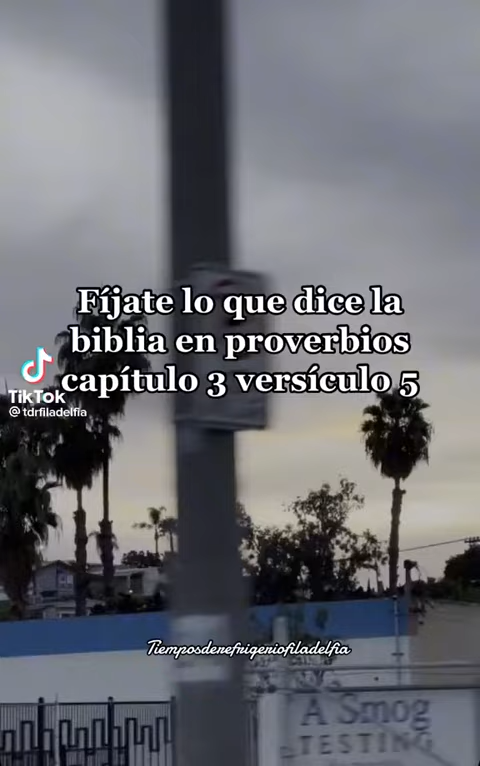 Fíjate lo que dice la
biblia en proverbios
capítulo 3 versículo 5
TikTok
@tdrfiladelfia
Tiemposderefrigeriofiladelfia
A Smog
TESTING